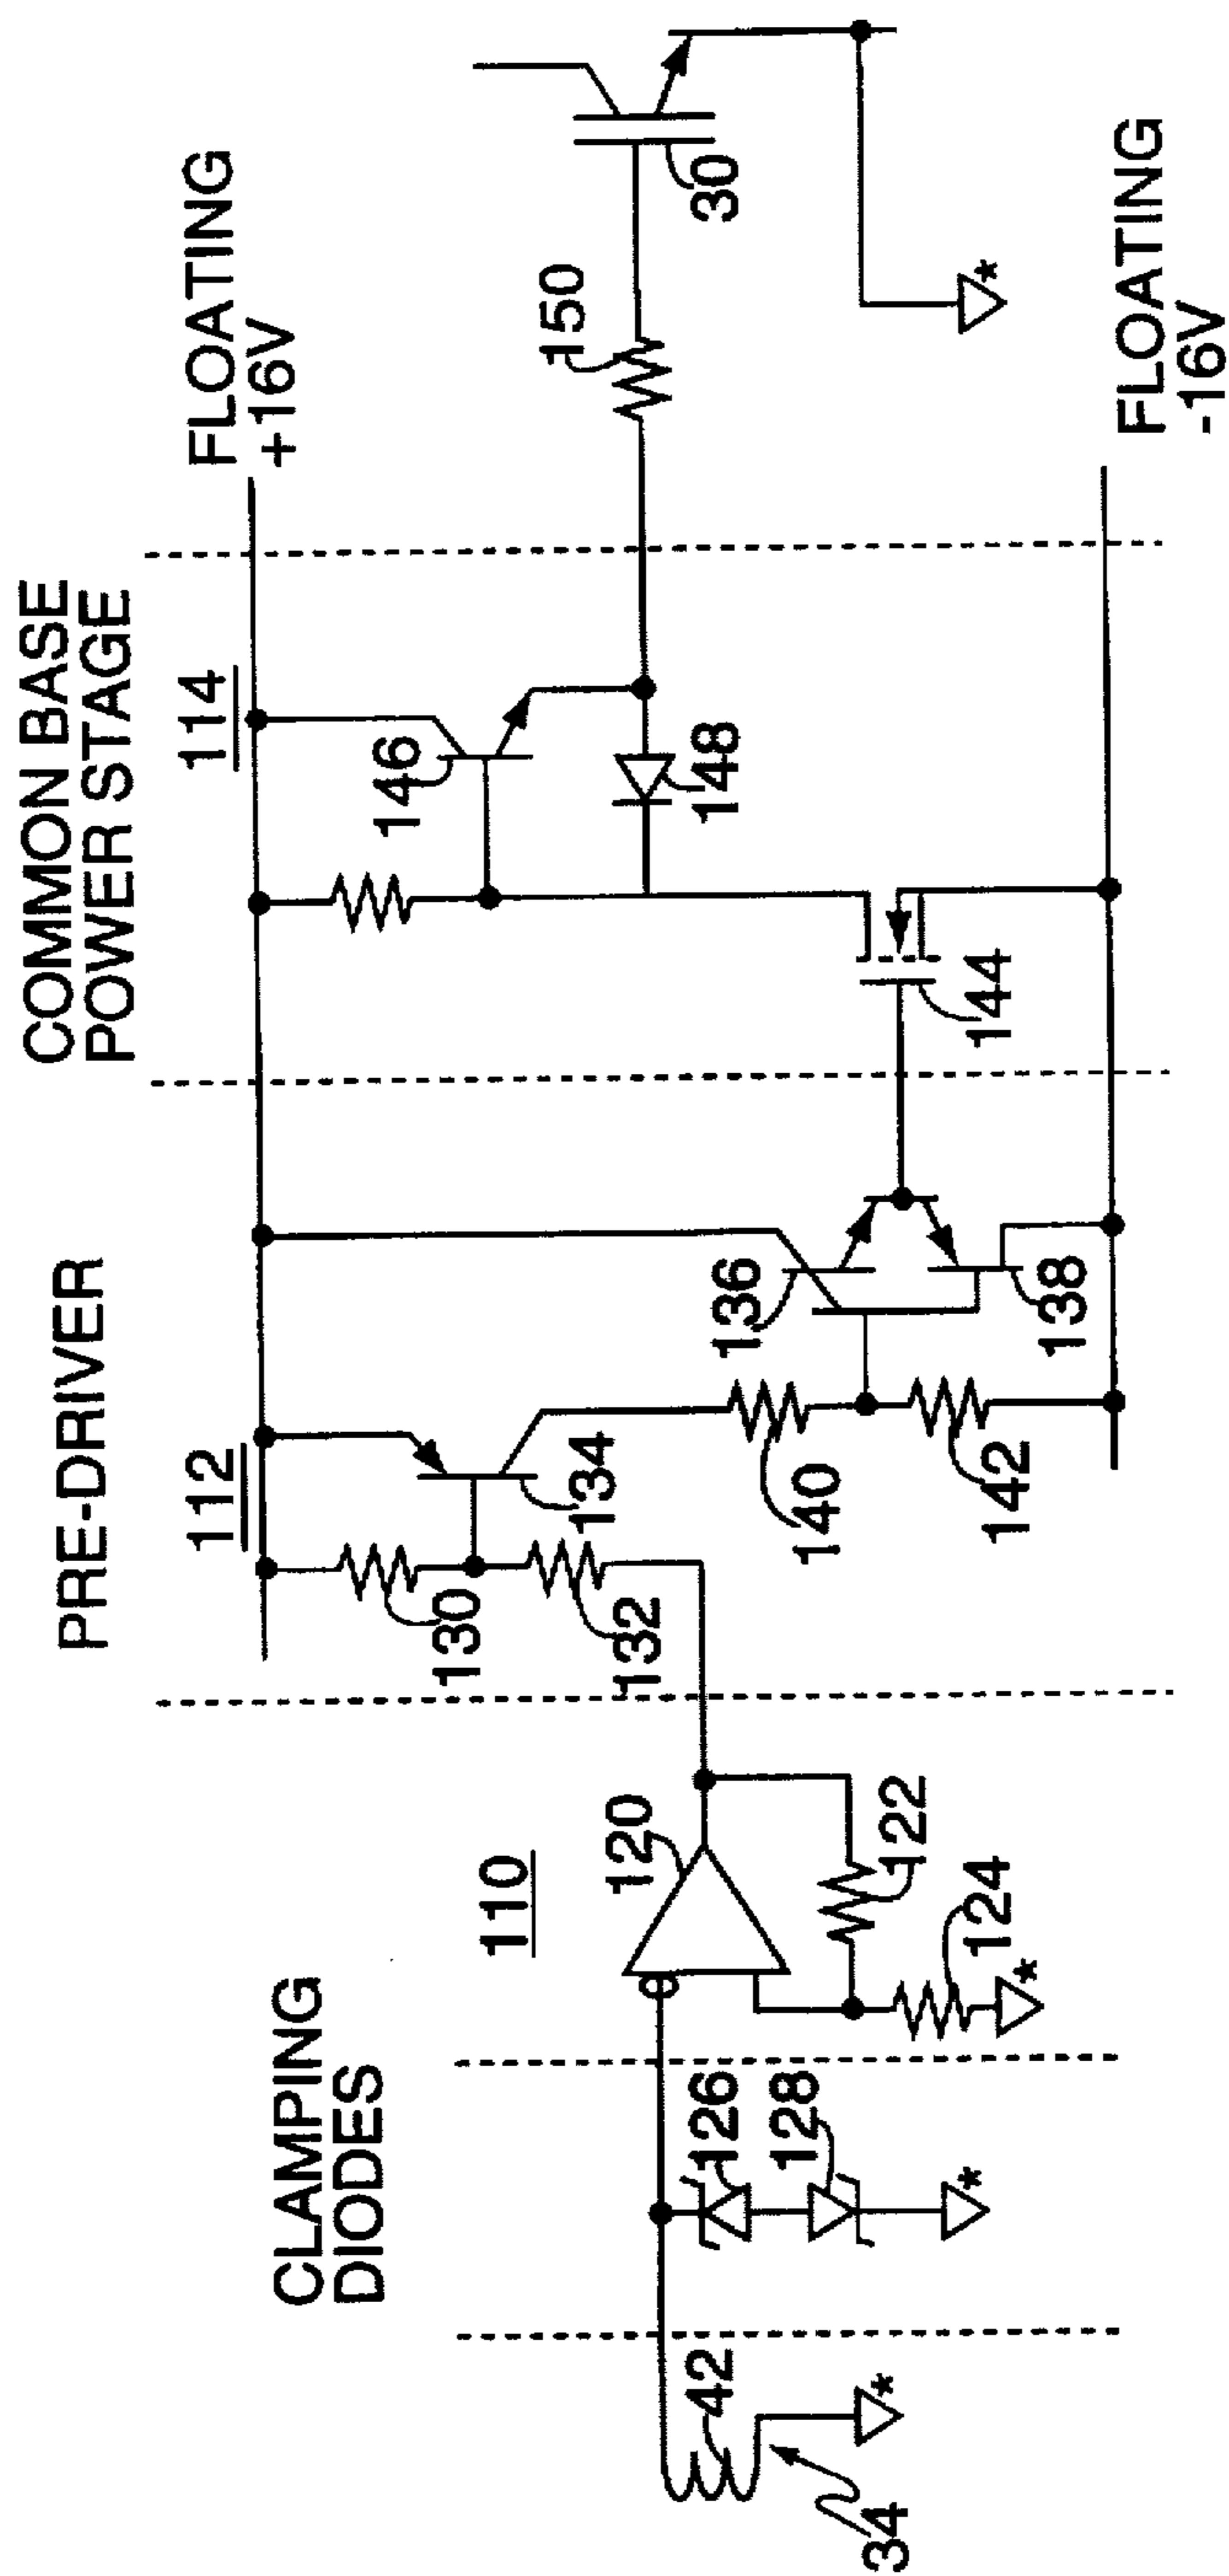 CLAMPING
DIODES
PRE-DRIVER
COMMON BASE
POWER STAGE
110
112
114
FLOATING
+16V
34
42
126
128
*
*
120
122
124
*
130
132
134
136
138
140
142
144
146
148
150
30
*
FLOATING
-16V